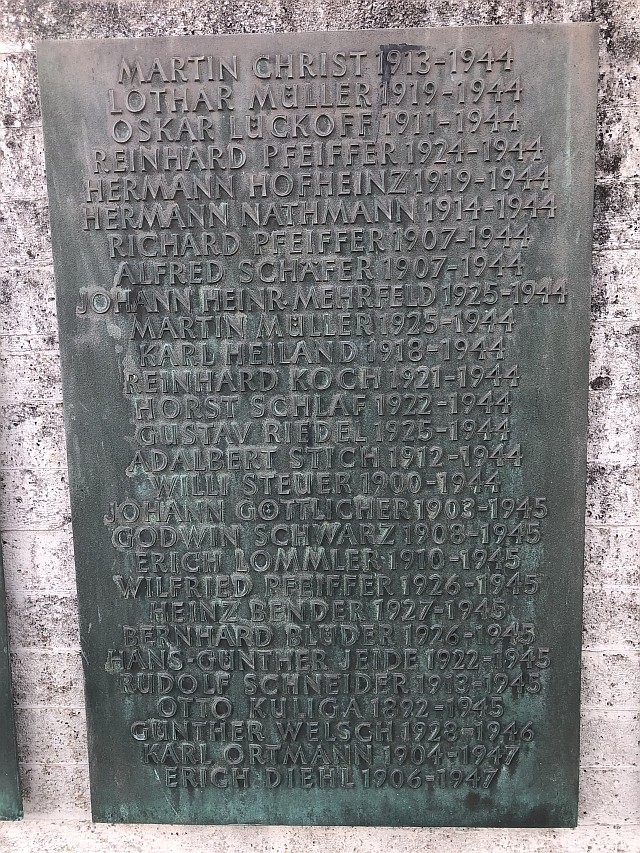 MARTIN CHRIST 1913-1944
LOTHAR MÜLLER 1919-1944
OSKAR LÜCKOFF 1911-1944
REINHARD PFEIFFER 1924-1944
HERMANN HOFHEINZ 1919-1944
HERMANN NATHMANN 1914-1944
RICHARD PFEIFFER 1907-1944
ALFRED SCHÄFER 1907-1944
JOHANN HEINR·MEHRFELD 1925-1944
MARTIN MÜLLER 1925-1944
KARL HEILAND 1918-1944
REINHARD KOCH 1921-1944
HORST SCHLAF 1922-1944
GUSTAV RIEDEL 1925-1944
ADALBERT STICH 1912-1944
WILLI STEUER 1900-1944
JOHANN GÖTTLICHER 1903-1945
GODWIN SCHWARZ 1908-1945
ERICH LOMMLER 1910-1945
WILFRIED PFEIFFER 1926-1945
HEINZ BENDER 1927-1945
BERNHARD BLÜDER 1926-1945
HANS-GÜNTHER JEIDE 1922-1945
RUDOLF SCHNEIDER 1913-1945
OTTO KULIGA 1892-1945
GÜNTHER WELSCH 1923-1946
KARL ORTMANN 1904-1947
ERICH DIEHL 1906-1947